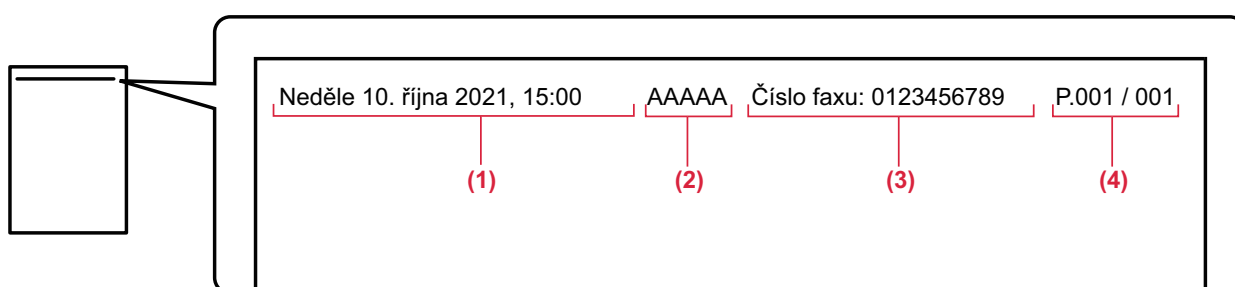 Neděle 10. října 2021, 15:00 AAAAA Číslo faxu: 0123456789 P.001 / 001
(1) (2) (3) (4)